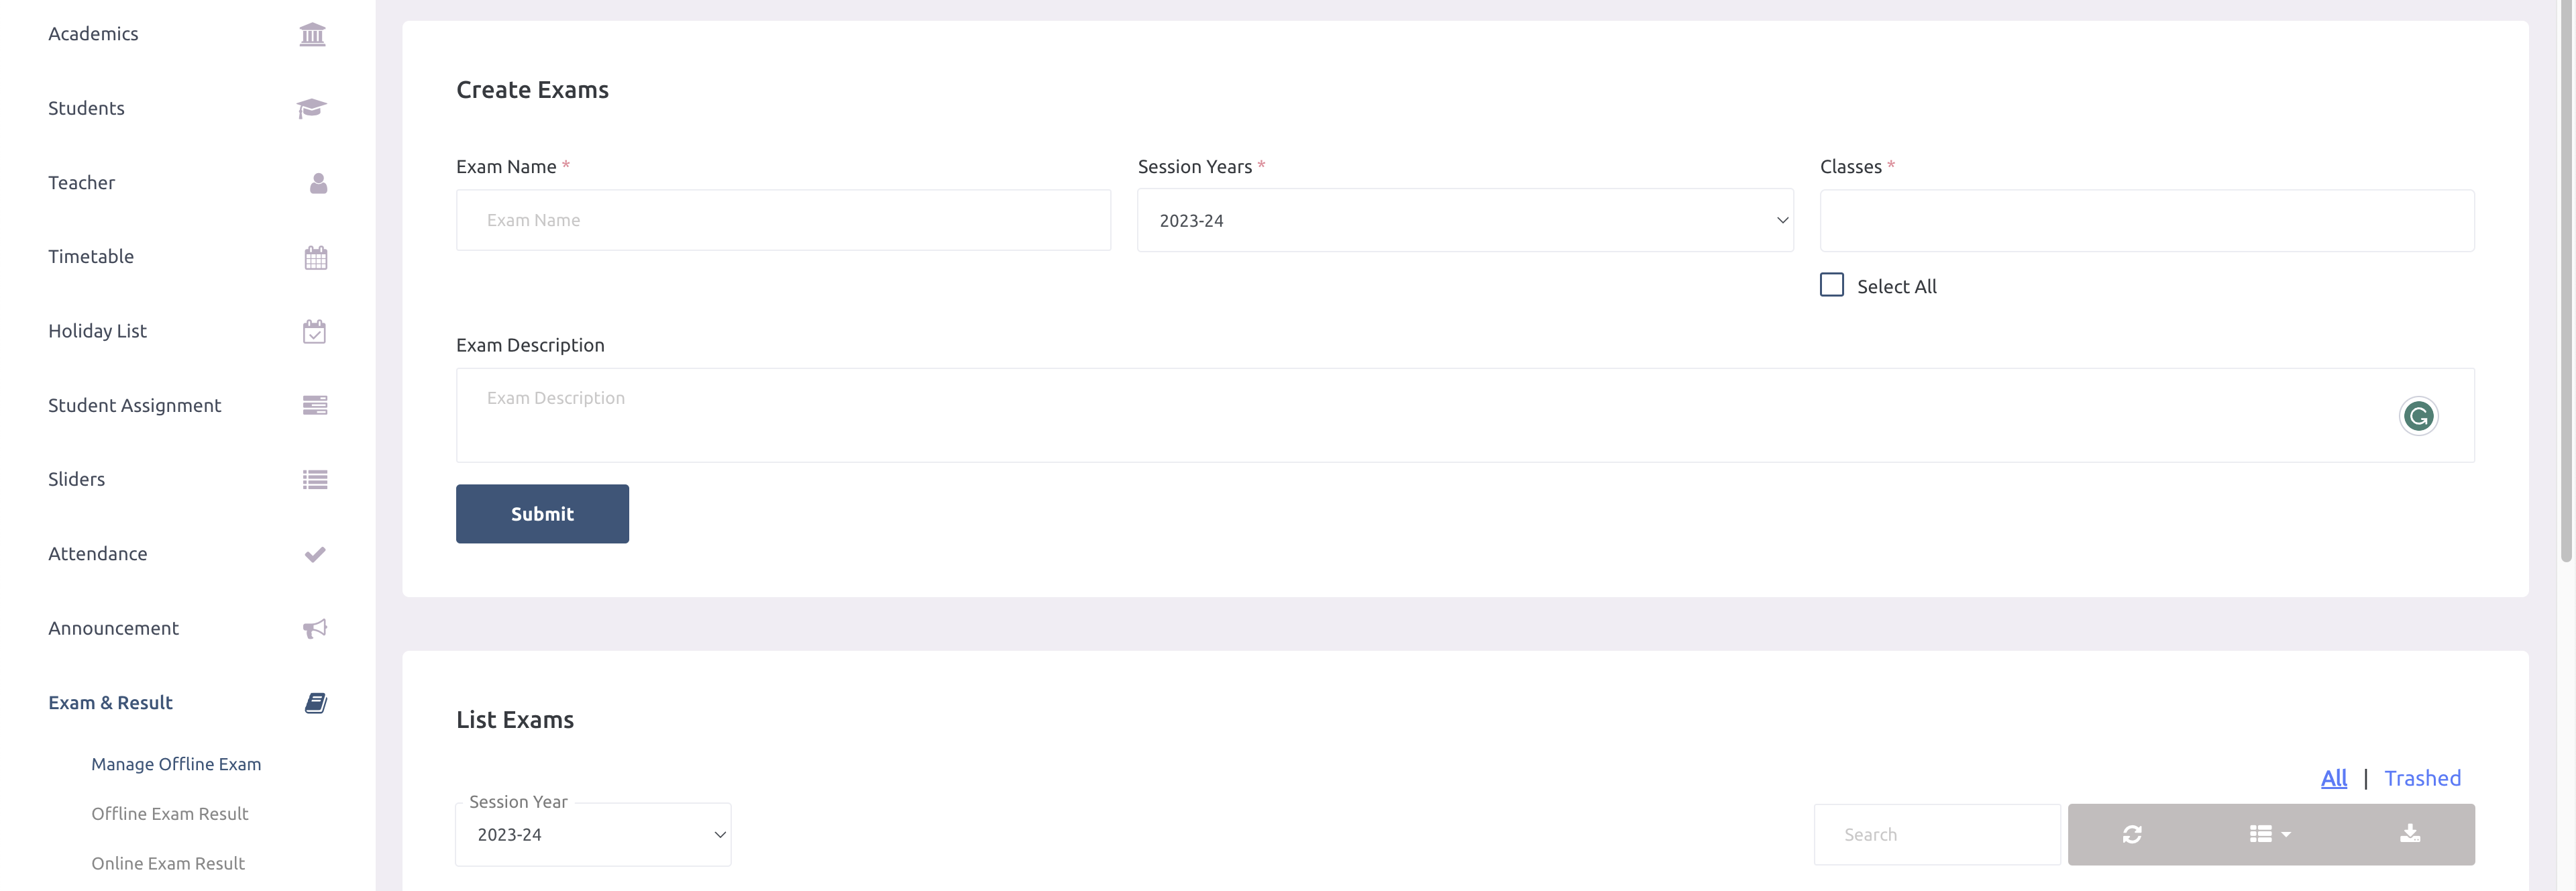 Academics
Students
Teacher
Timetable
Holiday List
Student Assignment
Sliders
Attendance
Announcement
Exam & Result
Manage Offline Exam
Offline Exam Result
Online Exam Result
Create Exams
Exam Name *
Session Years *
Classes *
Exam Name
2023-24
Select All
Exam Description
Exam Description
Submit
List Exams
All | Trashed
Session Year
2023-24
Search